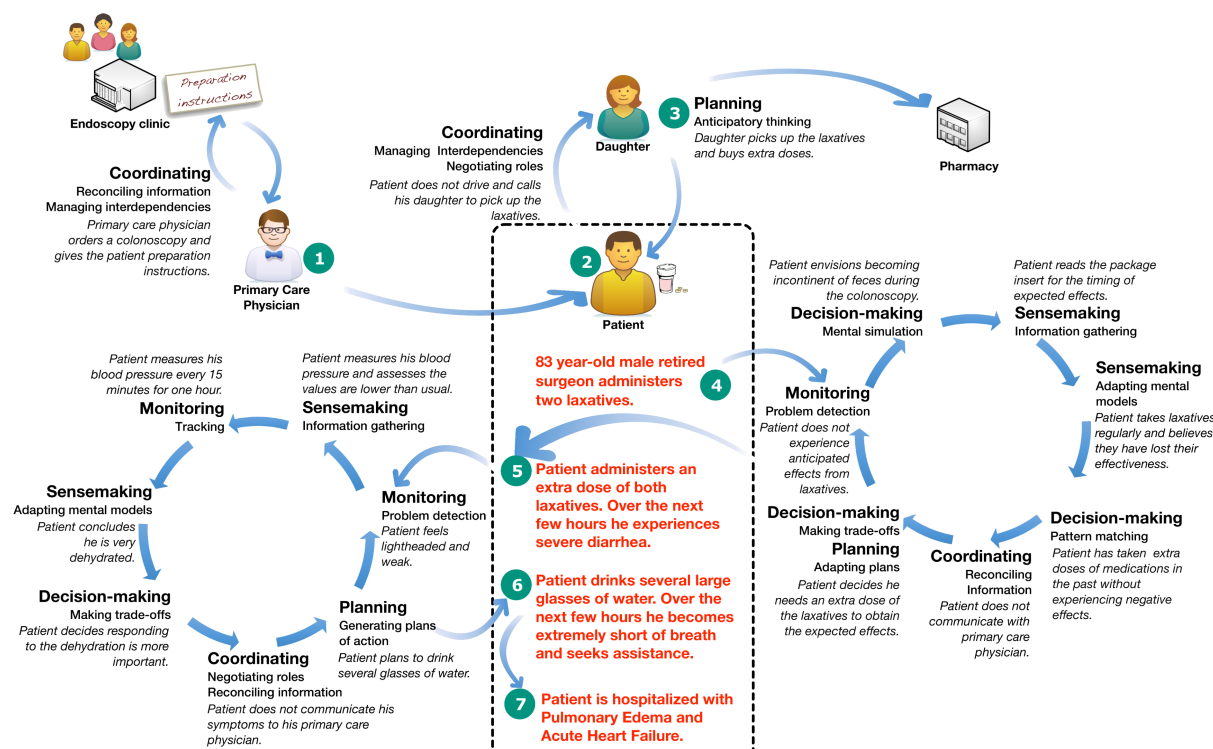 Preparation
instructions
Endoscopy clinic
Coordinating
Reconciling information
Managing interdependencies
Primary care physician
orders a colonoscopy and
gives the patient preparation
instructions.
1
Primary Care
Physician
Coordinating
Managing Interdependencies
Negotiating roles
Patient does not drive and calls
his daughter to pick up the
laxatives.
Daughter
3
Planning
Anticipatory thinking
Daughter picks up the laxatives
and buys extra doses.
Pharmacy
2
Patient
83 year-old male retired
surgeon administers
two laxatives.
4
Monitoring
Problem detection
Patient does not
experience
anticipated
effects from
laxatives.
Patient envisions becoming
incontinent of feces during
the colonoscopy.
Decision-making
Mental simulation
Patient reads the package
insert for the timing of
expected effects.
Sensemaking
Information gathering
Sensemaking
Adapting mental
models
Patient takes laxatives
regularly and believes
they have lost their
effectiveness.
Decision-making
Pattern matching
Patient has taken extra
doses of medications in
the past without
experiencing negative
effects.
Coordinating
Reconciling
Information
Patient does not
communicate with
primary care
physician.
Decision-making
Making trade-offs
Planning
Adapting plans
Patient decides he
needs an extra dose of
the laxatives to obtain
the expected effects.
5
Patient administers an
extra dose of both
laxatives. Over the next
few hours he experiences
severe diarrhea.
Monitoring
Problem detection
Patient feels
lightheaded and
weak.
Patient measures his blood
pressure and assesses the
values are lower than usual.
Sensemaking
Information gathering
Patient measures his
blood pressure every 15
minutes for one hour.
Monitoring
Tracking
Sensemaking
Adapting mental models
Patient concludes
he is very
dehydrated.
Decision-making
Making trade-offs
Patient decides responding
to the dehydration is more
important.
Coordinating
Negotiating roles
Reconciling information
Patient does not communicate his
symptoms to his primary care
physician.
Planning
Generating plans
of action
Patient plans to drink
several glasses of water.
6
Patient drinks several large
glasses of water. Over the
next few hours he becomes
extremely short of breath
and seeks assistance.
7
Patient is hospitalized with
Pulmonary Edema and
Acute Heart Failure.